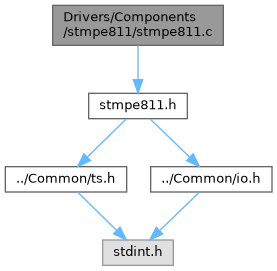 Drivers/Components
/stmpe811/stmpe811.c
stmpe811.h
../Common/ts.h
../Common/io.h
stdint.h